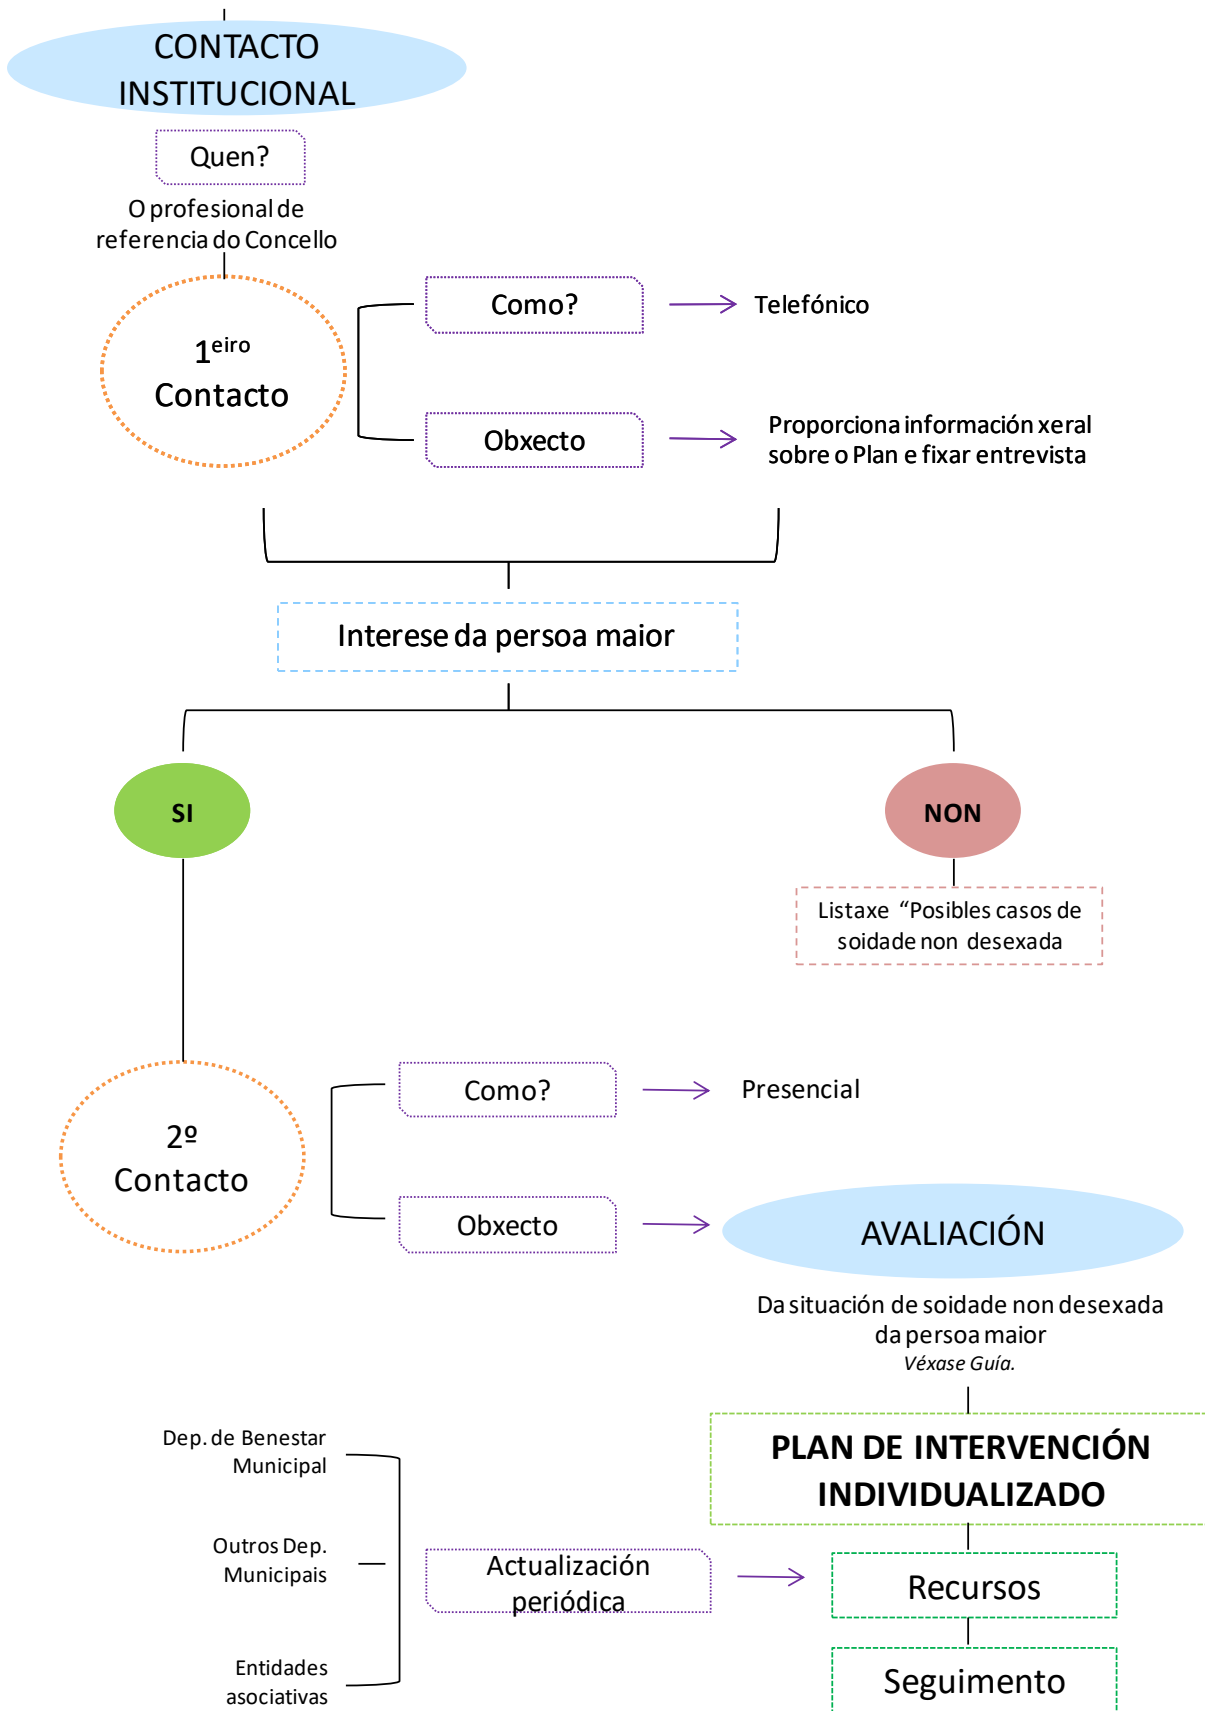 CONTACTO
INSTITUCIONAL
Quen?
O profesional de
referencia do Concello
1eiro
Contacto
Como?
Telefónico
Obxecto
Proporciona información xeral
sobre o Plan e fixar entrevista
Interese da persoa maior
SI
NON
Listaxe “Posibles casos de
soidade non desexada
2º
Contacto
Como?
Presencial
Obxecto
AVALIACIÓN
Da situación de soidade non desexada
da persoa maior
Véxase Guía.
PLAN DE INTERVENCIÓN
INDIVIDUALIZADO
Dep. de Benestar
Municipal
Outros Dep.
Municipais
Entidades
asociativas
Actualización
periódica
Recursos
Seguimento